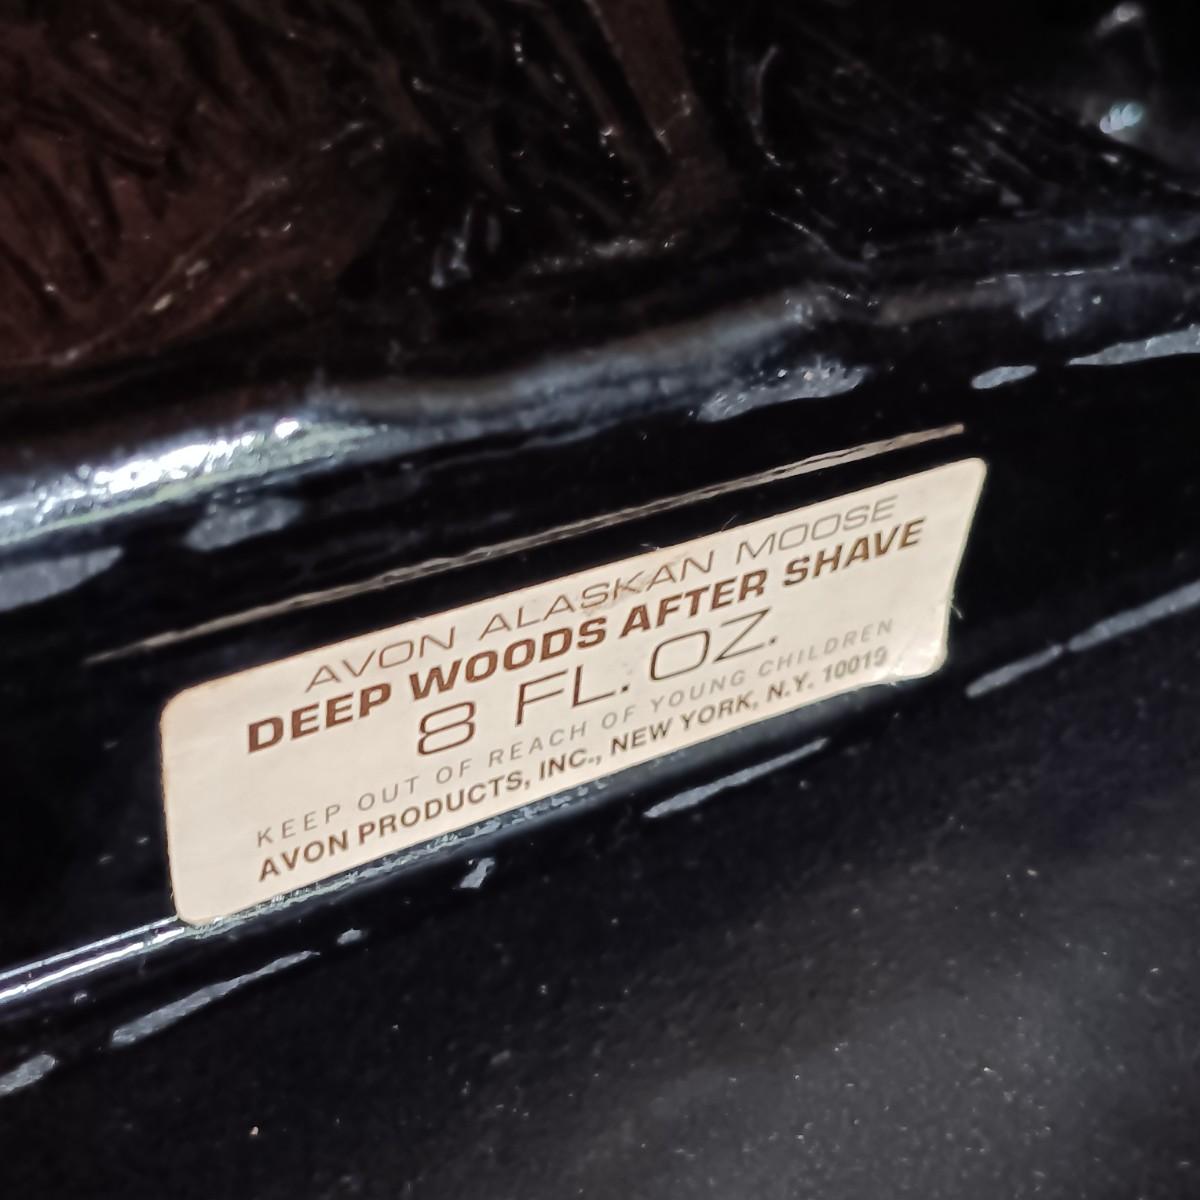 AVON ALASKAN MOOSE
DEEP WOODS AFTER SHAVE
8 FL. OZ.
KEEP OUT OF REACH OF YOUNG CHILDREN
AVON PRODUCTS, INC., NEW YORK, N.Y. 10019